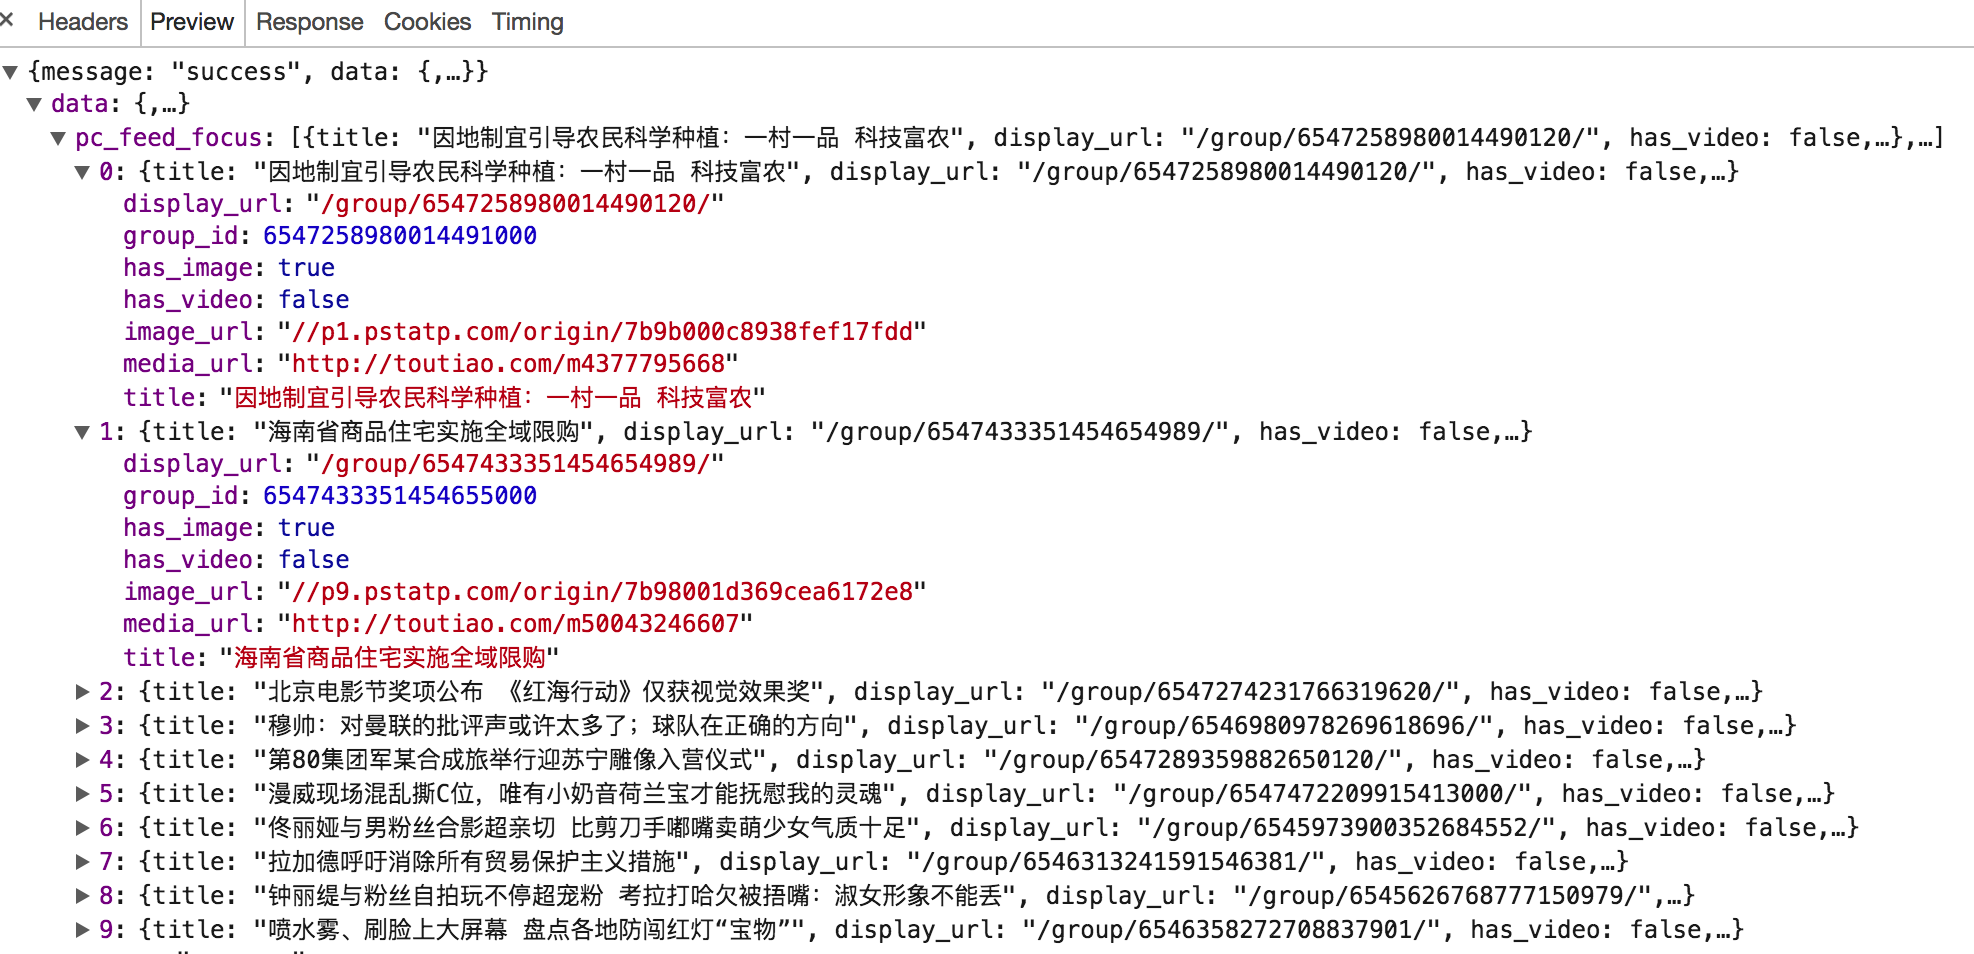 × Headers Preview Response Cookies Timing
▼ {message: "success", data: {,…}}
▼ data: {,…}
▼ pc_feed_focus: [{title: "因地制宜引导农民科学种植：一村一品 科技富农", display_url: "/group/6547258980014490120/", has_video: false,…},…]
▼ 0: {title: "因地制宜引导农民科学种植：一村一品 科技富农", display_url: "/group/6547258980014490120/", has_video: false,…}
display_url: "/group/6547258980014490120/"
group_id: 6547258980014491000
has_image: true
has_video: false
image_url: "//p1.pstatp.com/origin/7b9b000c8938fef17fdd"
media_url: "http://toutiao.com/m4377795668"
title: "因地制宜引导农民科学种植：一村一品 科技富农"
▼ 1: {title: "海南省商品住宅实施全域限购", display_url: "/group/6547433351454654989/", has_video: false,…}
display_url: "/group/6547433351454654989/"
group_id: 6547433351454655000
has_image: true
has_video: false
image_url: "//p9.pstatp.com/origin/7b98001d369cea6172e8"
media_url: "http://toutiao.com/m50043246607"
title: "海南省商品住宅实施全域限购"
▶ 2: {title: "北京电影节奖项公布 《红海行动》仅获视觉效果奖", display_url: "/group/6547274231766319620/", has_video: false,…}
▶ 3: {title: "穆帅：对曼联的批评声或许太多了；球队在正确的方向", display_url: "/group/6546980978269618696/", has_video: false,…}
▶ 4: {title: "第80集团军某合成旅举行迎苏宁雕像入营仪式", display_url: "/group/6547289359882650120/", has_video: false,…}
▶ 5: {title: "漫威现场混乱撕C位，唯有小奶音荷兰宝才能抚慰我的灵魂", display_url: "/group/6547472209915413000/", has_video: false,…}
▶ 6: {title: "佟丽娅与男粉丝合影超亲切 比剪刀手嘟嘴卖萌少女气质十足", display_url: "/group/6545973900352684552/", has_video: false,…}
▶ 7: {title: "拉加德呼吁消除所有贸易保护主义措施", display_url: "/group/6546313241591546381/", has_video: false,…}
▶ 8: {title: "钟丽缇与粉丝自拍玩不停超宠粉 考拉打哈欠被捂嘴：淑女形象不能丢", display_url: "/group/6545626768777150979/",…}
▶ 9: {title: "喷水雾、刷脸上大屏幕 盘点各地防闯红灯“宝物”", display_url: "/group/6546358272708837901/", has_video: false,…}